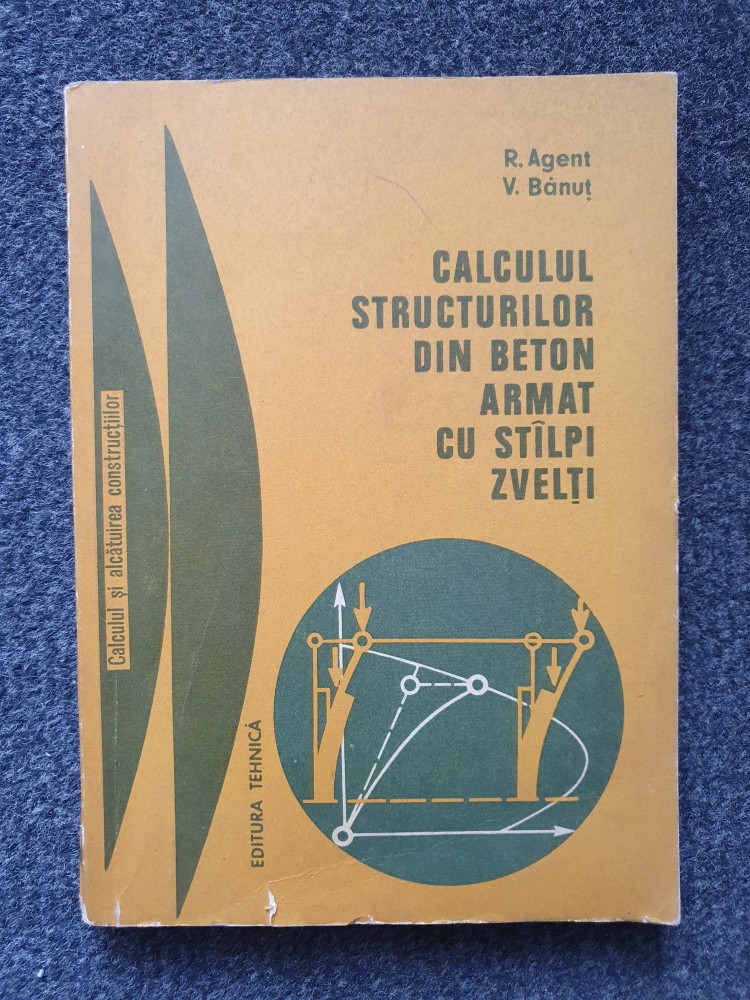 R. Agent
V. Bănuț
CALCULUL
STRUCTURILOR
DIN BETON
ARMAT
CU STÎLPI
ZVELȚI
Calculul și alcătuirea construcțiilor
EDITURA TEHNICĂ